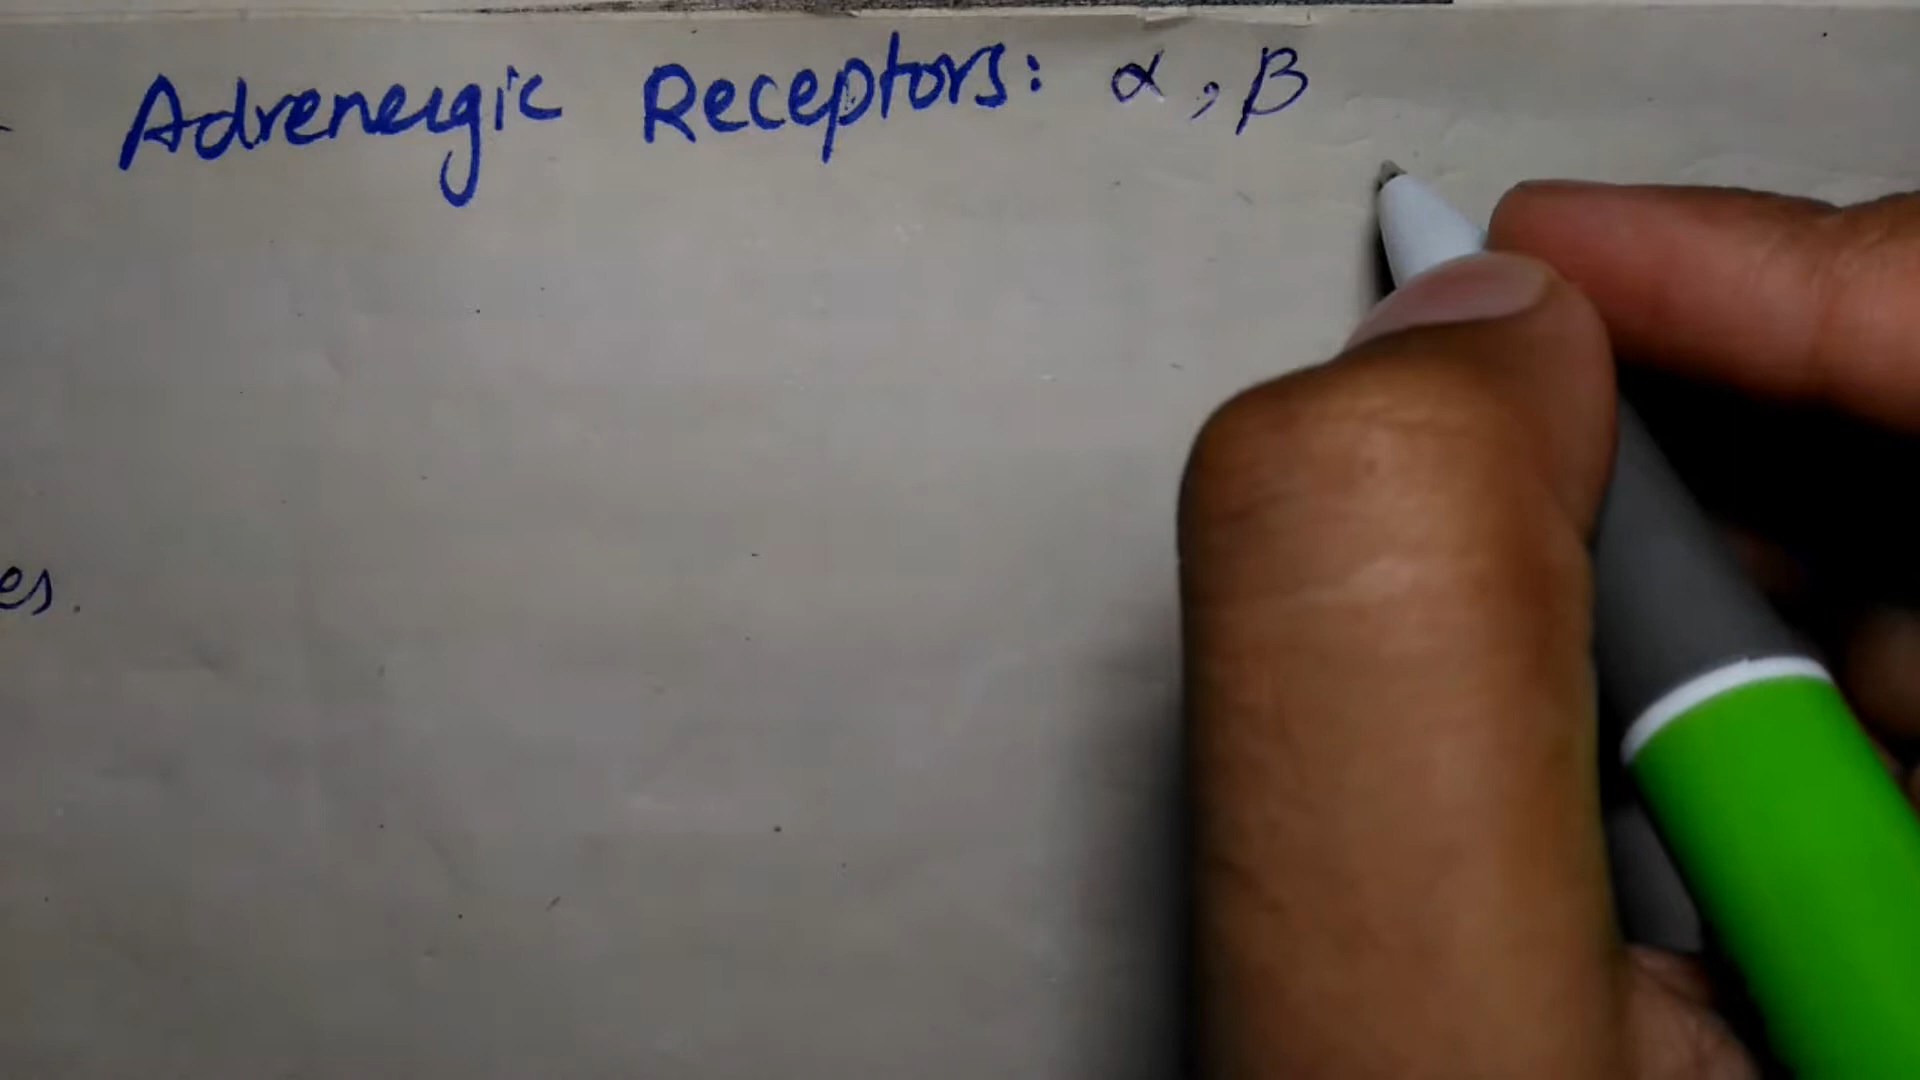 Adrenergic Receptors: α, β
es.